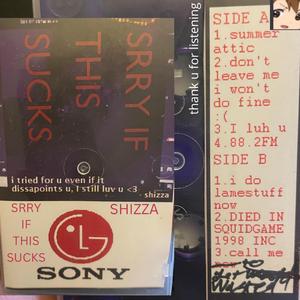 SRRY IF
THIS
SUCKS
i tried for u even if it
dissapoints u, I still luv u <3
- shizza
SRRY
IF
THIS
SUCKS
SHIZZA
LG
SONY
thank u for listening
SIDE A
1.summer
attic
2.don't
leave me
i won't
do fine
:(
3.I luh u
4.88.2FM
SIDE B
1.i do
lamestuff
now
2.DIED IN
SQUIDGAME
1998 INC
3.call me